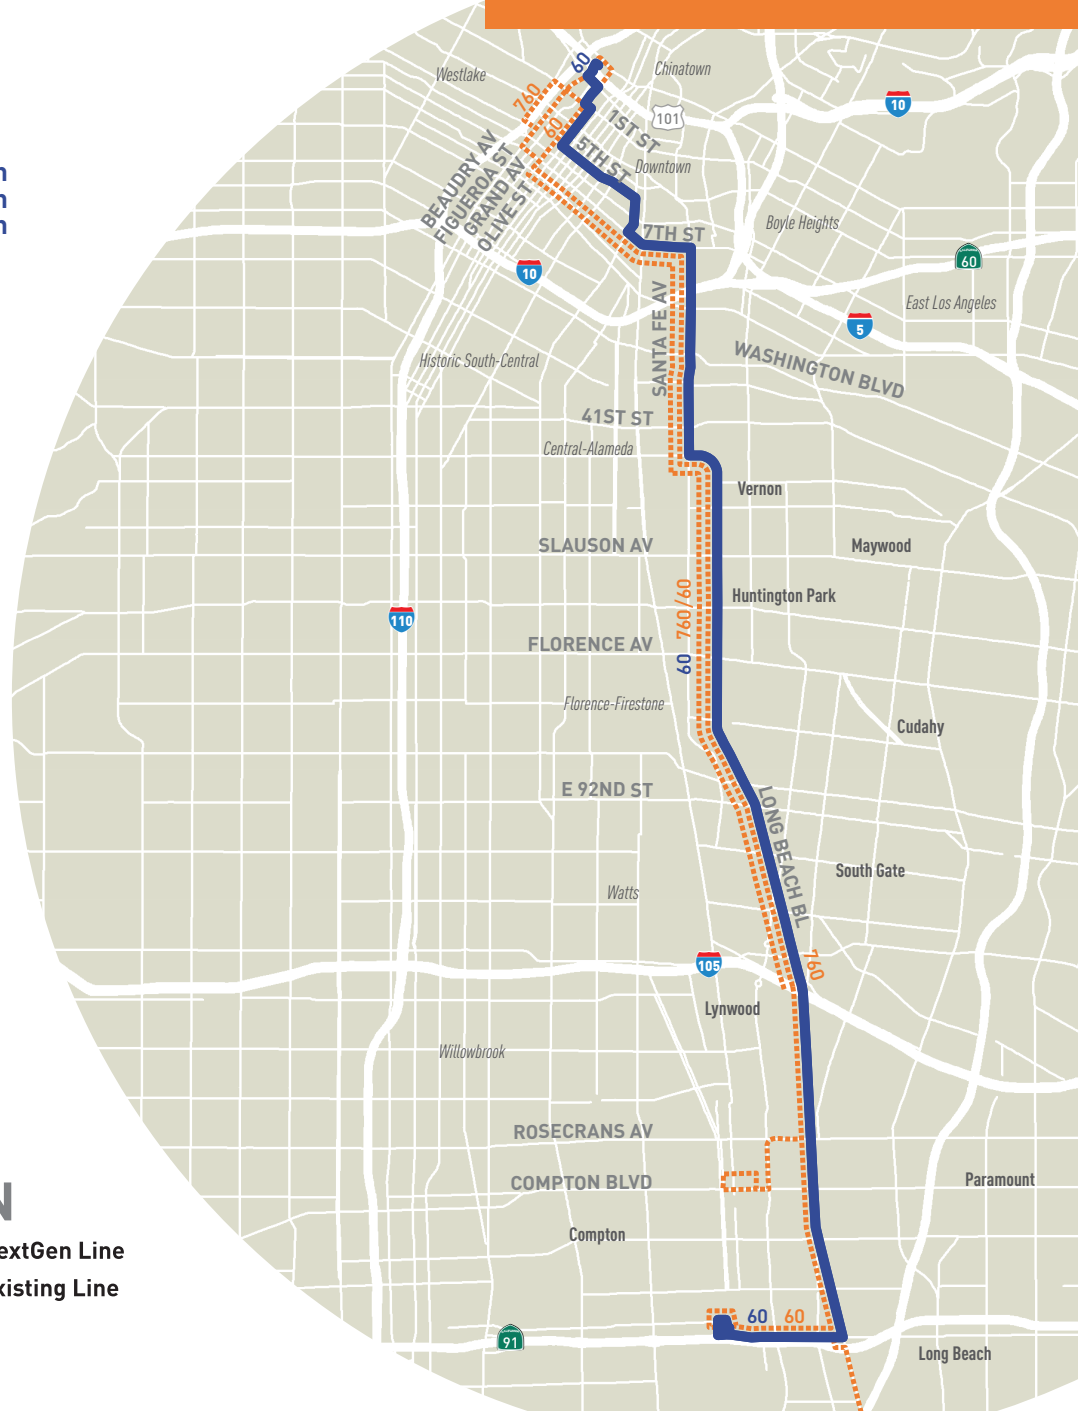 60
Westlake
Chinatown
760
10
60
101
1ST ST
5TH ST
Downtown
BEAUDRY AV
FIGUEROA ST
GRAND AV
OLIVE ST
Boyle Heights
7TH ST
60
10
SANTA FE AV
East Los Angeles
5
Historic South-Central
WASHINGTON BLVD
41ST ST
Central-Alameda
Vernon
SLAUSON AV
Maywood
760/60
Huntington Park
110
FLORENCE AV
60
Florence-Firestone
Cudahy
E 92ND ST
LONG BEACH BL
South Gate
Watts
105
760
Lynwood
Willowbrook
ROSECRANS AV
COMPTON BLVD
Paramount
Compton
60
60
91
Long Beach
n
n
n
N
extGen Line
xisting Line